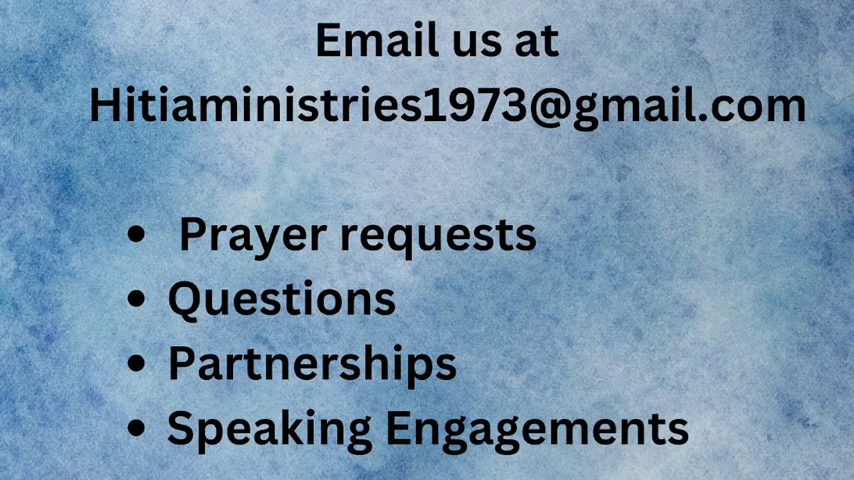 Email us at
Hitiaministries1973@gmail.com
• Prayer requests
• Questions
• Partnerships
• Speaking Engagements